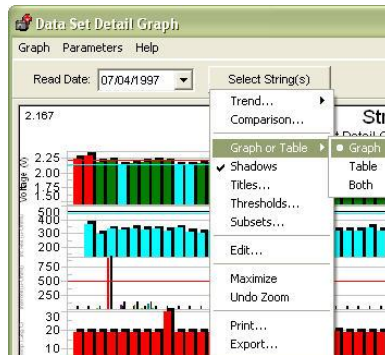 Data Set Detail Graph
Graph Parameters Help
Read Date: 07/04/1997 Select String(s)
2.167
Str
Trend...
Comparison...
Graph or Table
Graph
Shadows
Table
Titles...
Both
Thresholds...
Subsets...
Edit...
Maximize
Undo Zoom
Print...
Export...
Voltage (V)
2.25
2.00
1.75
1.50
500
400
300
200
750
500
250
30
20
10